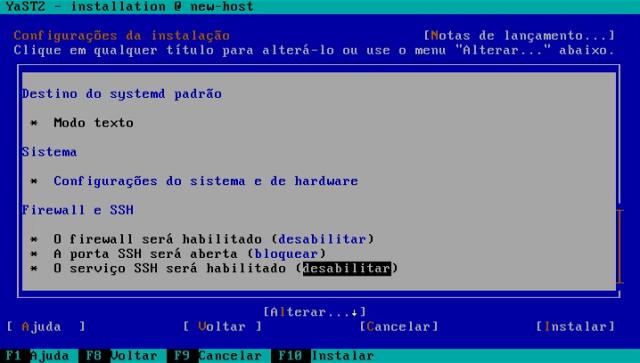 YaST2 - installation @ new-host
Configurações da instalação [Notas de lançamento...]
Clique em qualquer título para alterá-lo ou use o menu "Alterar..." abaixo.
Destino do systemd padrão
* Modo texto
Sistema
* Configurações do sistema e de hardware
Firewall e SSH
* O firewall será habilitado (desabilitar)
* A porta SSH será aberta (bloquear)
* O serviço SSH será habilitado (desabilitar)
[Alterar...↓]
[ Ajuda ] [ Voltar ] [Cancelar] [Instalar]
F1 Ajuda F8 Voltar F9 Cancelar F10 Instalar